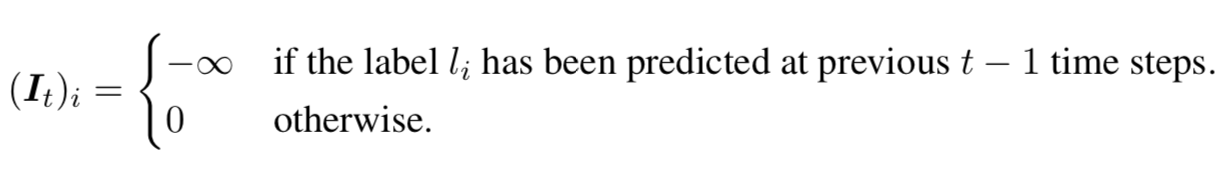 (I_t)_i = { −∞ if the label l_i has been predicted at previous t − 1 time steps.
0 otherwise.